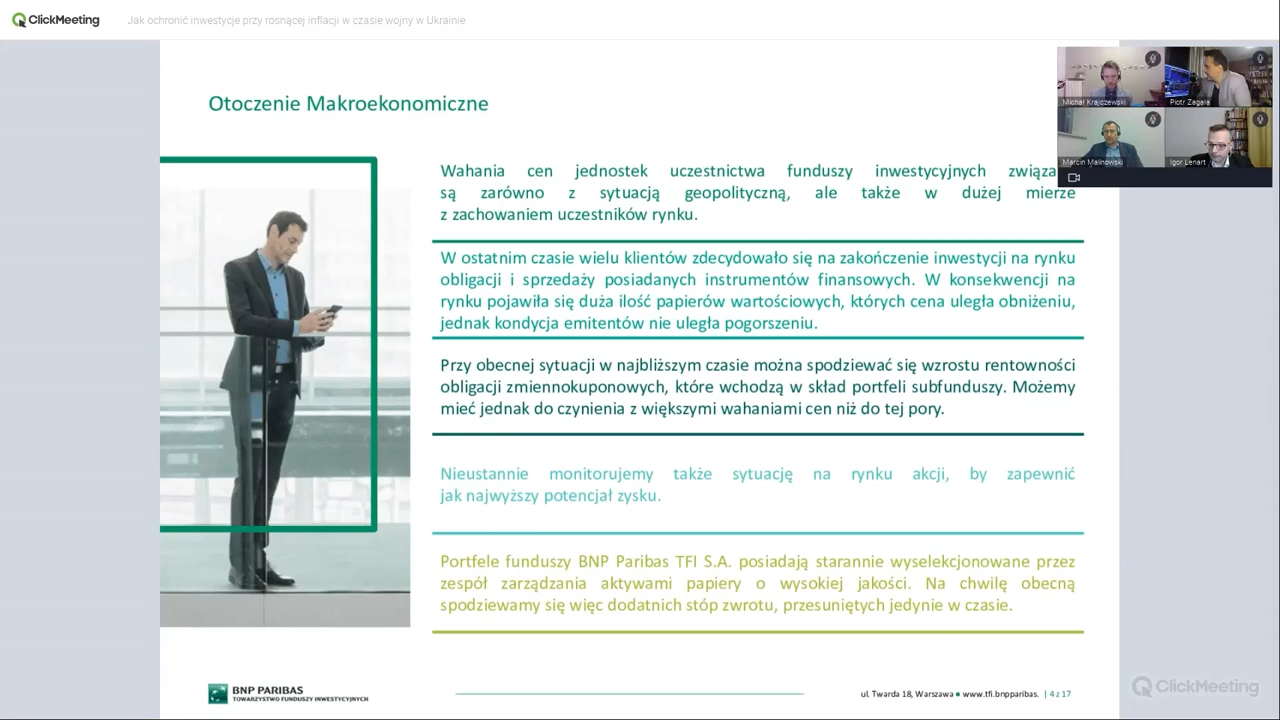 ClickMeeting
Jak ochronić inwestycje przy rosnącej inflacji w czasie wojny w Ukrainie
Michał Krajczewski
Piotr Zagała
Marcin Malinowski
Igor Lenart
Otoczenie Makroekonomiczne
Wahania cen jednostek uczestnictwa funduszy inwestycyjnych
są zarówno z sytuacją geopolityczną, ale także w dużej mierze
z zachowaniem uczestników rynku.
W ostatnim czasie wielu klientów zdecydowało się na zakończenie inwestycji na rynku
obligacji i sprzedaży posiadanych instrumentów finansowych. W konsekwencji na
rynku pojawiła się duża ilość papierów wartościowych, których cena uległa obniżeniu,
jednak kondycja emitentów nie uległa pogorszeniu.
Przy obecnej sytuacji w najbliższym czasie można spodziewać się wzrostu rentowności
obligacji zmiennokuponowych, które wchodzą w skład portfeli subfunduszy. Możemy
mieć jednak do czynienia z większymi wahaniami cen niż do tej pory.
Nieustannie monitorujemy także sytuację na rynku akcji, by zapewnić
jak najwyższy potencjał zysku.
Portfele funduszy BNP Paribas TFI S.A. posiadają starannie wyselekcjonowane przez
zespół zarządzania aktywami papiery o wysokiej jakości. Na chwilę obecną
spodziewamy się więc dodatnich stóp zwrotu, przesuniętych jedynie w czasie.
BNP PARIBAS
TOWARZYSTWO FUNDUSZY INWESTYCYJNYCH
ul. Twarda 18, Warszawa • www.tfi.bnpparibas. | 4 z 17
ClickMeeting